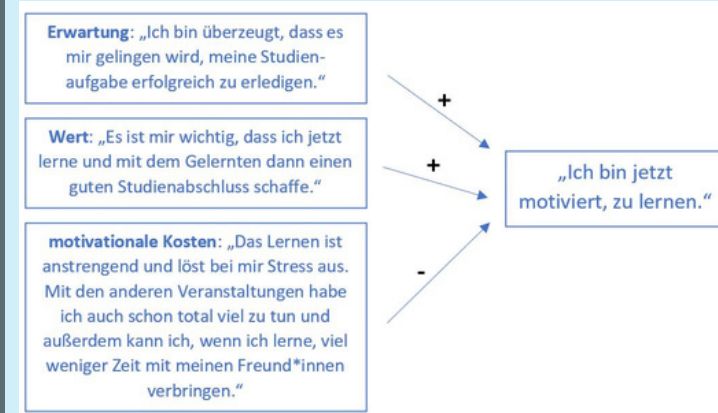 Erwartung: „Ich bin überzeugt, dass es
mir gelingen wird, meine Studien-
aufgabe erfolgreich zu erledigen.“
+
Wert: „Es ist mir wichtig, dass ich jetzt
lerne und mit dem Gelernten dann einen
guten Studienabschluss schaffe.“
+
„Ich bin jetzt
motiviert, zu lernen.“
motivationale Kosten: „Das Lernen ist
anstrengend und löst bei mir Stress aus.
Mit den anderen Veranstaltungen habe
ich auch schon total viel zu tun und
außerdem kann ich, wenn ich lerne, viel
weniger Zeit mit meinen Freund*innen
verbringen.“
-